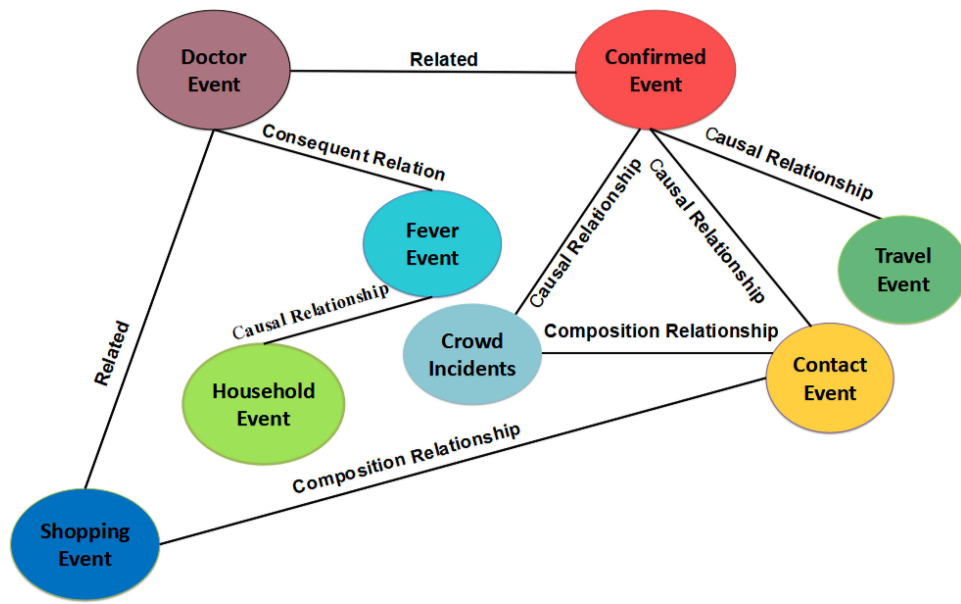 Doctor
Event
Related
Confirmed
Event
Consequent Relation
Causal Relationship
Causal Relationship
Causal Relationship
Fever
Event
Travel
Event
Causal Relationship
Related
Crowd
Incidents
Composition Relationship
Contact
Event
Household
Event
Composition Relationship
Shopping
Event